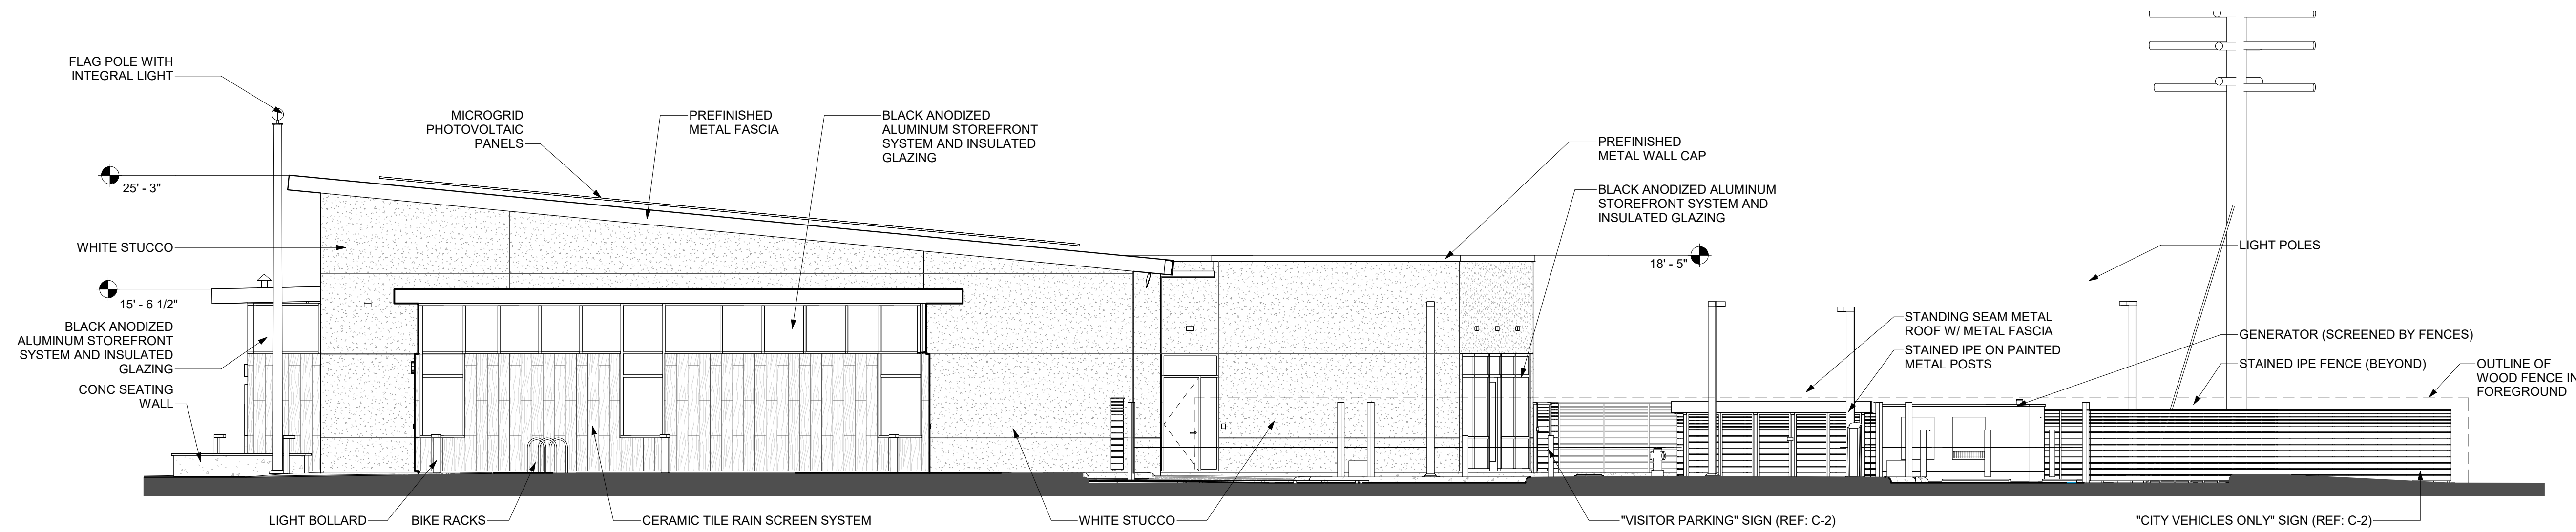 FLAG POLE WITH
INTEGRAL LIGHT
MICROGRID
PHOTOVOLTAIC
PANELS
PREFINISHED
METAL FASCIA
BLACK ANODIZED
ALUMINUM STOREFRONT
SYSTEM AND INSULATED
GLAZING
PREFINISHED
METAL WALL CAP
BLACK ANODIZED ALUMINUM
STOREFRONT SYSTEM AND
INSULATED GLAZING
25' - 3"
WHITE STUCCO
18' - 5"
LIGHT POLES
15' - 6 1/2"
BLACK ANODIZED
ALUMINUM STOREFRONT
SYSTEM AND INSULATED
GLAZING
CONC SEATING
WALL
STANDING SEAM METAL
ROOF W/ METAL FASCIA
STAINED IPE ON PAINTED
METAL POSTS
GENERATOR (SCREENED BY FENCES)
STAINED IPE FENCE (BEYOND)
OUTLINE OF
WOOD FENCE IN
FOREGROUND
LIGHT BOLLARD
BIKE RACKS
CERAMIC TILE RAIN SCREEN SYSTEM
WHITE STUCCO
"VISITOR PARKING" SIGN (REF: C-2)
"CITY VEHICLES ONLY" SIGN (REF: C-2)